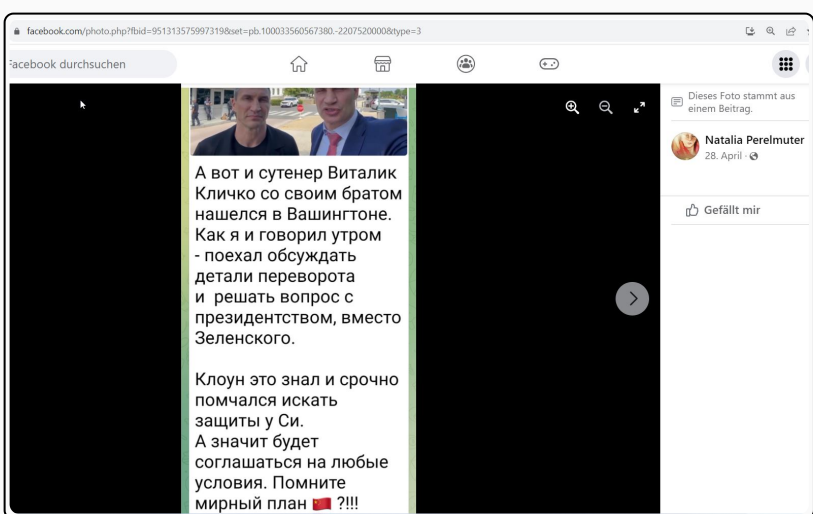 facebook.com/photo.php?fbid=951313575997319&set=pb.100033560567380.-2207520000&type=3
acebook durchsuchen
А вот и сутенер Виталик
Кличко со своим братом
нашелся в Вашингтоне.
Как я и говорил утром
- поехал обсуждать
детали переворота
и решать вопрос с
президентством, вместо
Зеленского.
Клоун это знал и срочно
помчался искать
защиты у Си.
А значит будет
соглашаться на любые
условия. Помните
мирный план 🇨🇳 ?!!!
Dieses Foto stammt aus
einem Beitrag.
Natalia Perelmuter
28. April ·
Gefällt mir